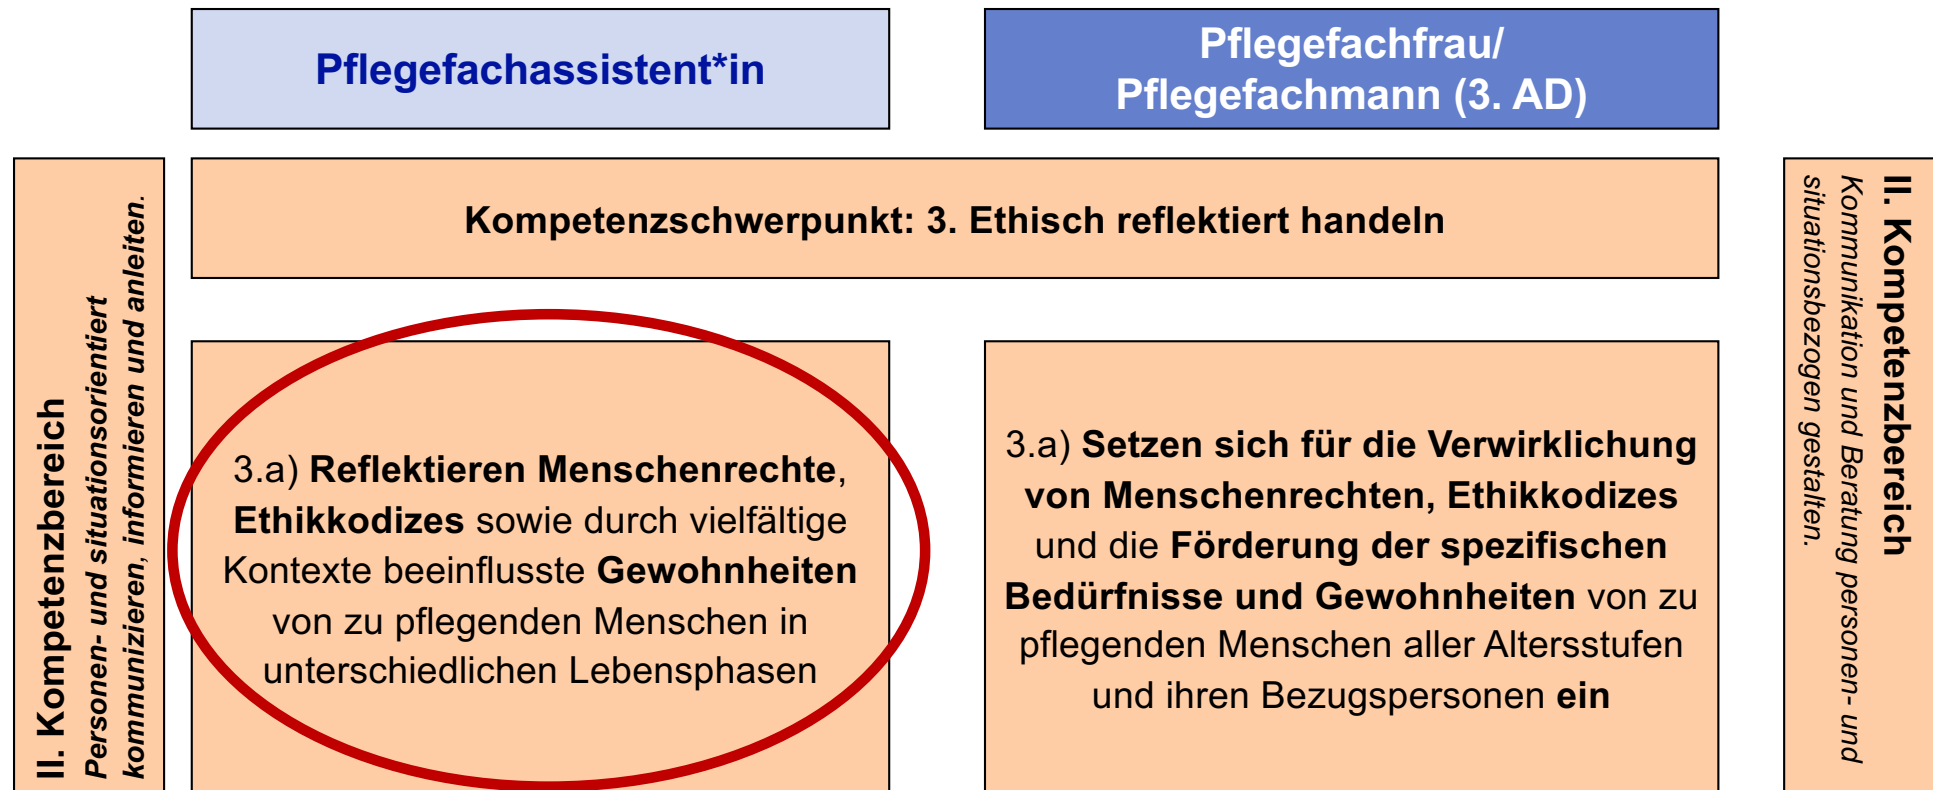 Pflegefachassistent*in
Pflegefachfrau/
Pflegefachmann (3. AD)
II. Kompetenzbereich
Personen- und situationsorientiert
kommunizieren, informieren und anleiten.
Kompetenzschwerpunkt: 3. Ethisch reflektiert handeln
3.a) Reflektieren Menschenrechte,
Ethikkodizes sowie durch vielfältige
Kontexte beeinflusste Gewohnheiten
von zu pflegenden Menschen in
unterschiedlichen Lebensphasen
3.a) Setzen sich für die Verwirklichung
von Menschenrechten, Ethikkodizes
und die Förderung der spezifischen
Bedürfnisse und Gewohnheiten von zu
pflegenden Menschen aller Altersstufen
und ihren Bezugspersonen ein
II. Kompetenzbereich
Kommunikation und Beratung personen- und
situationsbezogen gestalten.